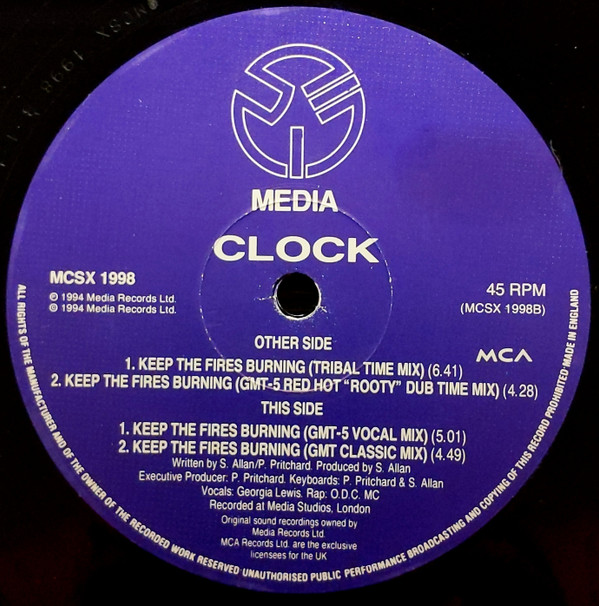 MEDIA
CLOCK
MCSX 1998
℗ 1994 Media Records Ltd.
© 1994 Media Records Ltd.
45 RPM
(MCSX 1998B)
MCA
OTHER SIDE
1. KEEP THE FIRES BURNING (TRIBAL TIME MIX) (6.41)
2. KEEP THE FIRES BURNING (GMT-5 RED HOT “ROOTY” DUB TIME MIX) (4.28)
THIS SIDE
1. KEEP THE FIRES BURNING (GMT-5 VOCAL MIX) (5.01)
2. KEEP THE FIRES BURNING (GMT CLASSIC MIX) (4.49)
Written by S. Allan/P. Pritchard. Produced by S. Allan
Executive Producer: P. Pritchard. Keyboards: P. Pritchard & S. Allan
Vocals: Georgia Lewis. Rap: O.D.C. MC
Recorded at Media Studios, London
Original sound recordings owned by
Media Records Ltd.
MCA Records Ltd. are the exclusive
licensees for the UK
ALL RIGHTS OF THE MANUFACTURER AND OF THE OWNER OF THE RECORDED WORK RESERVED UNAUTHORISED PUBLIC PERFORMANCE BROADCASTING AND COPYING OF THIS RECORD PROHIBITED MADE IN ENGLAND